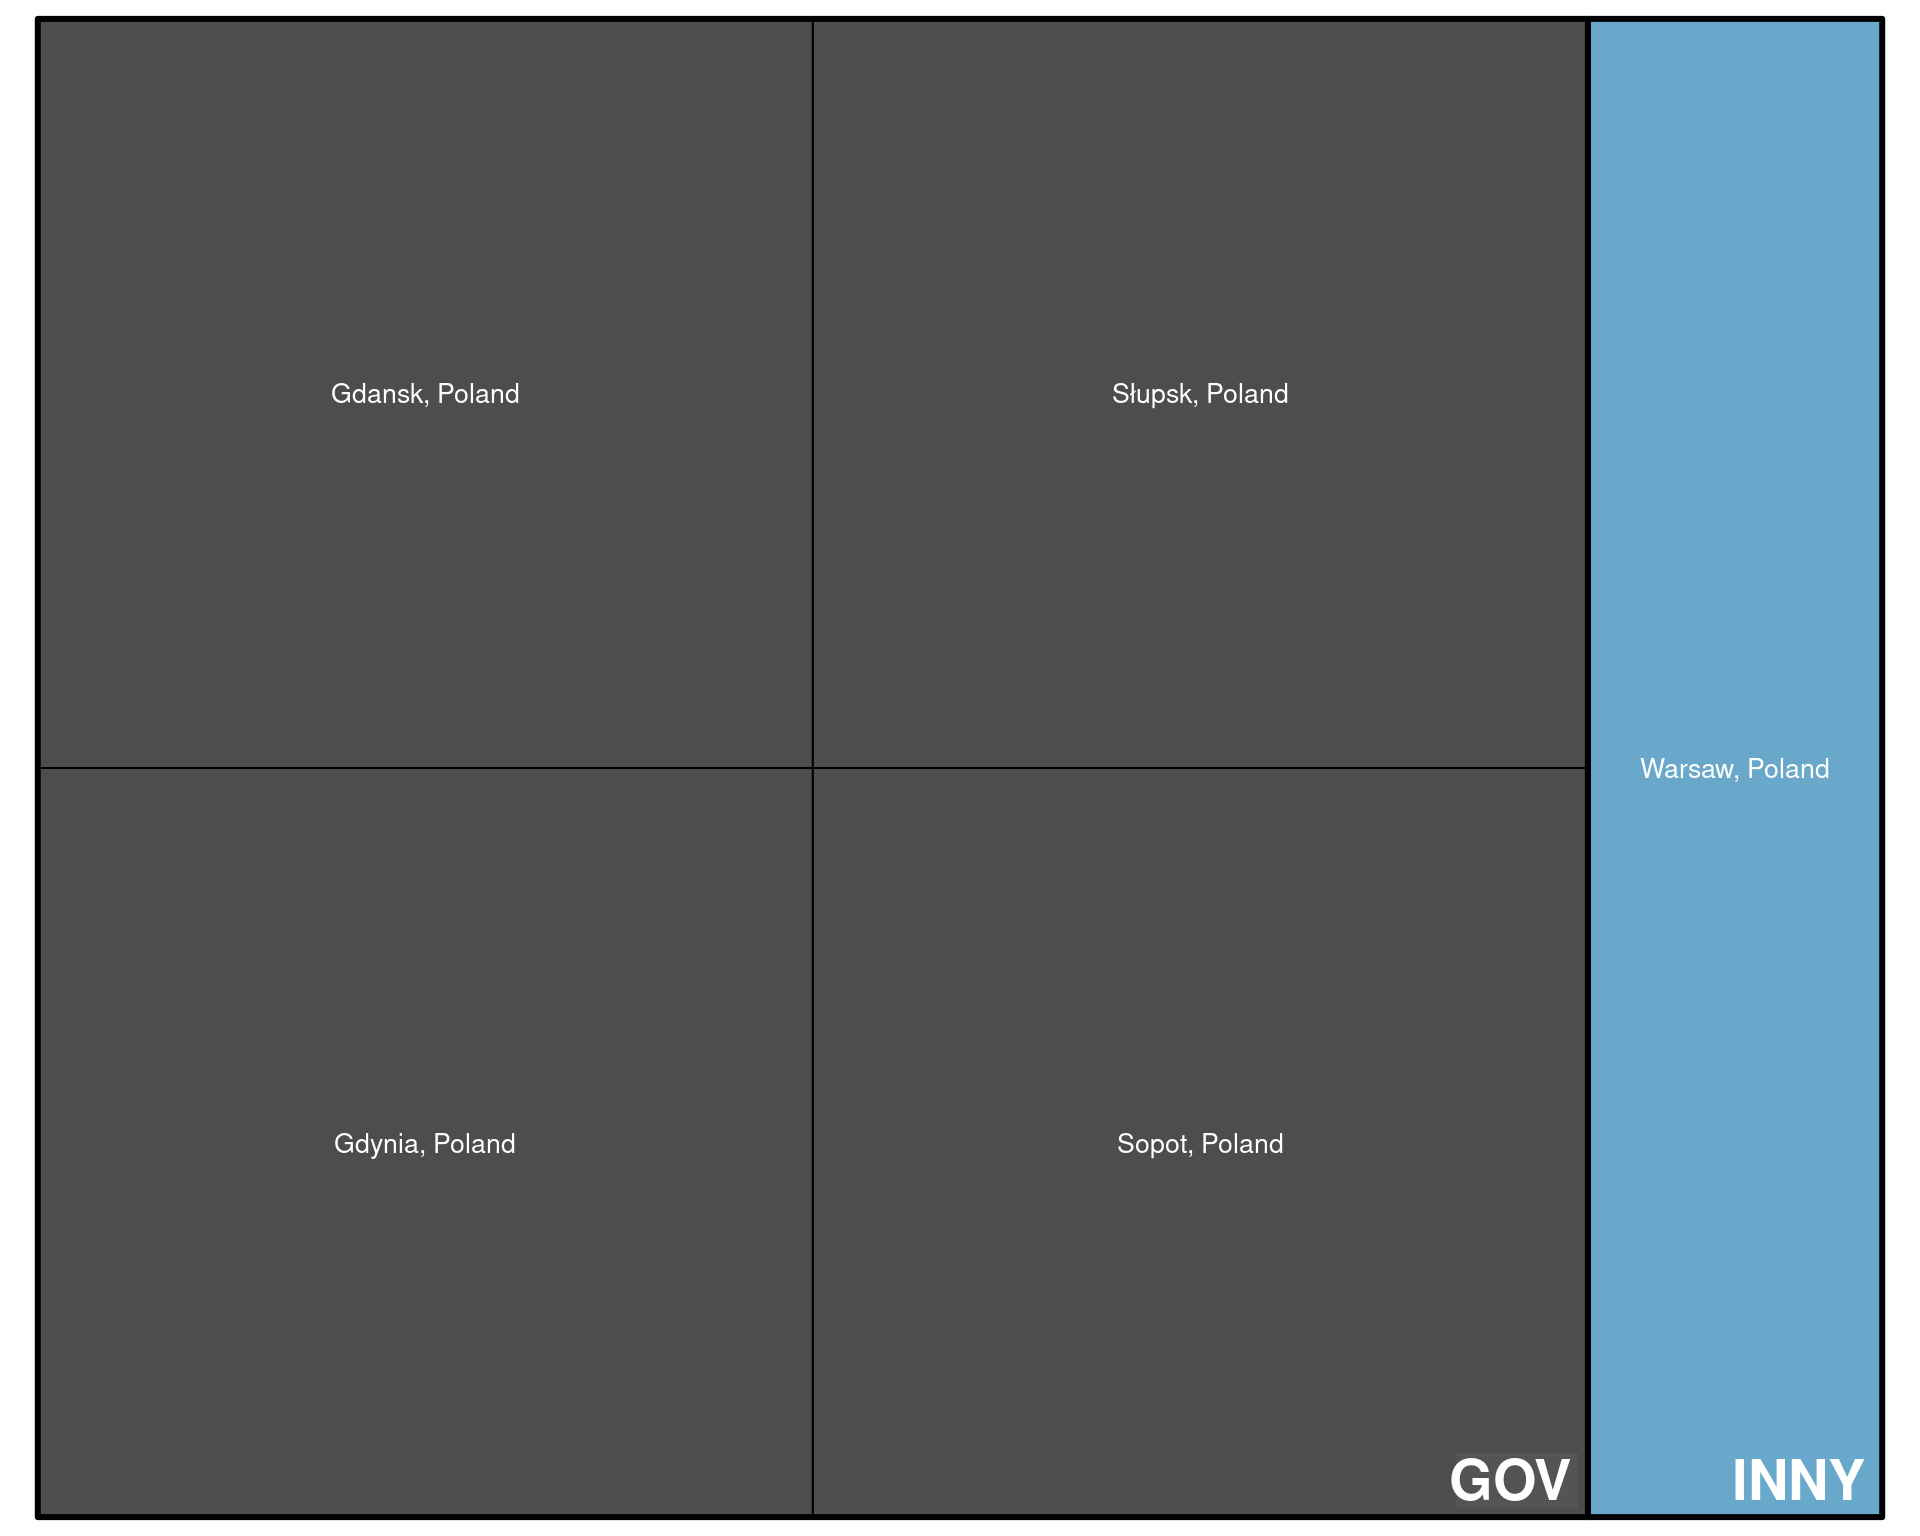 Gdansk, Poland
Słupsk, Poland
Warsaw, Poland
Gdynia, Poland
Sopot, Poland
GOV
INNY